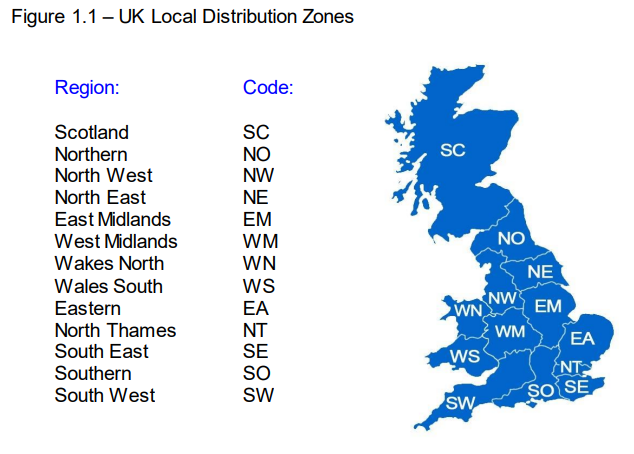 Figure 1.1 – UK Local Distribution Zones
Region: Code:
Scotland SC
Northern NO
North West NW
North East NE
East Midlands EM
West Midlands WM
Wakes North WN
Wales South WS
Eastern EA
North Thames NT
South East SE
Southern SO
South West SW
SC
NO
NE
NW
EM
WN
WM
EA
WS
NT
SO
SE
SW